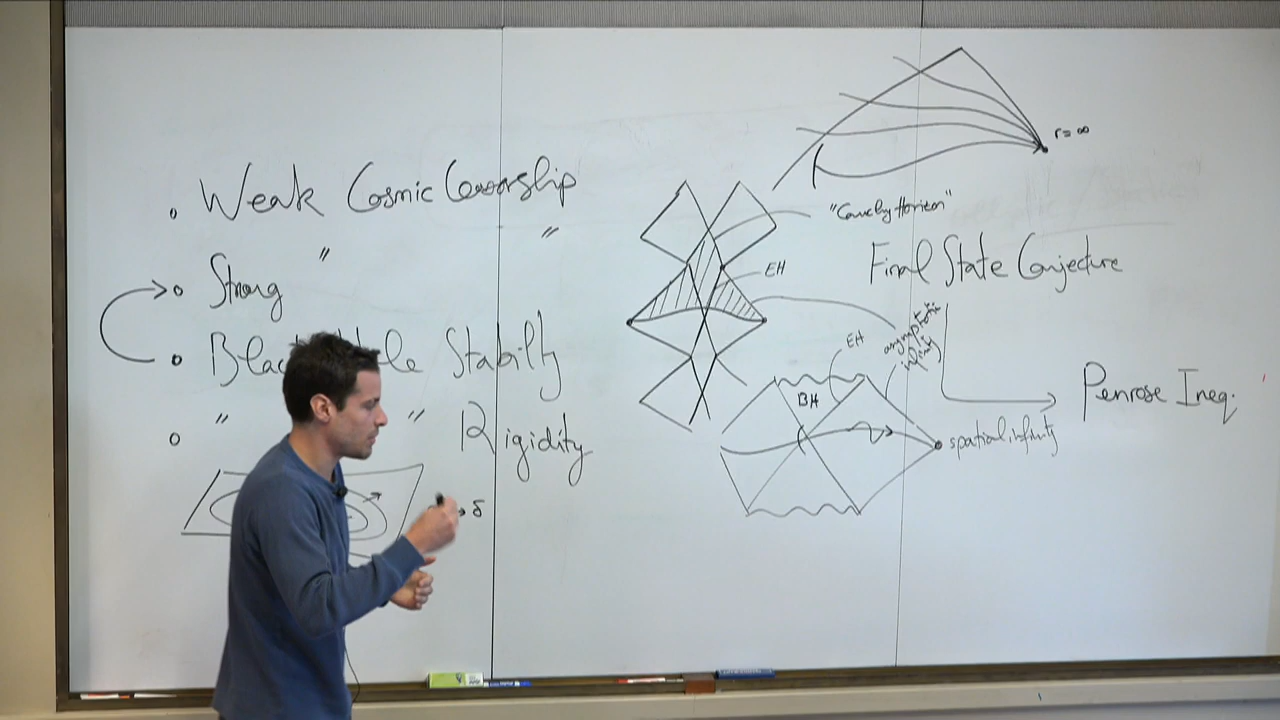 Weak Cosmic Censorship
Strong " "
Black Hole Stability
" " Rigidity
δ
r=∞
"Cauchy Horizon"
EH
Final State Conjecture
asymptotic
infinity
EH
BH
Penrose Ineq.
spatial infinity